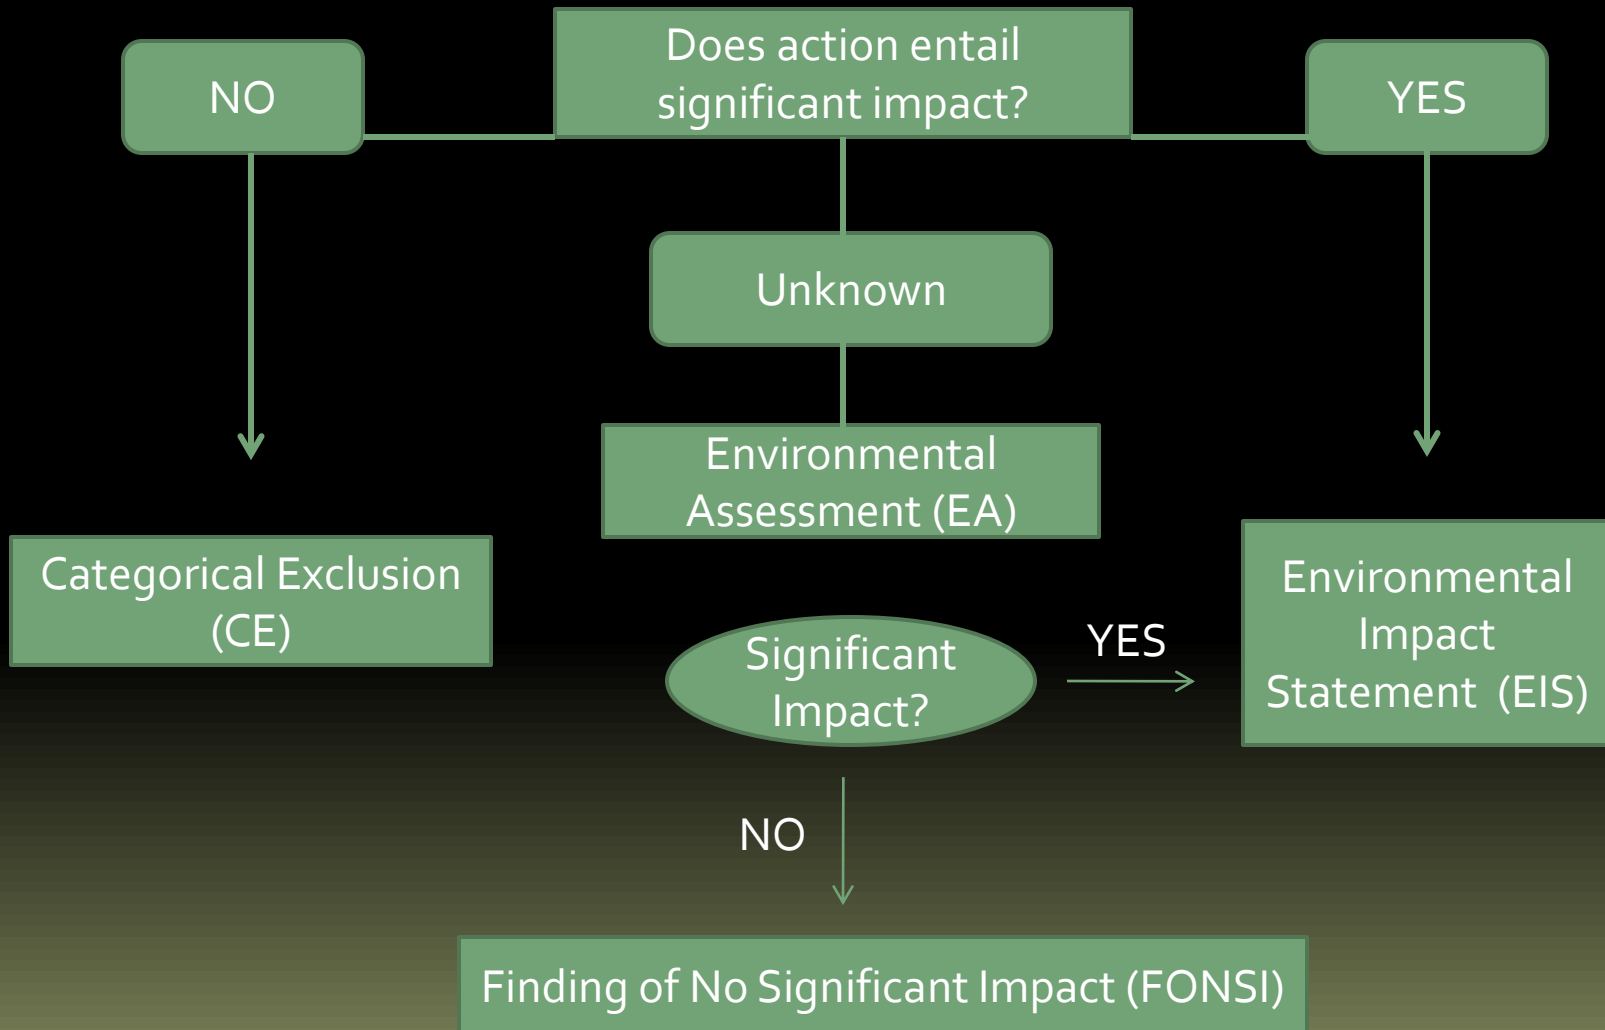 Does action entail
significant impact?
NO
YES
Unknown
Environmental
Assessment (EA)
Categorical Exclusion
(CE)
Environmental
Impact
Statement (EIS)
Significant
Impact?
YES
NO
Finding of No Significant Impact (FONSI)